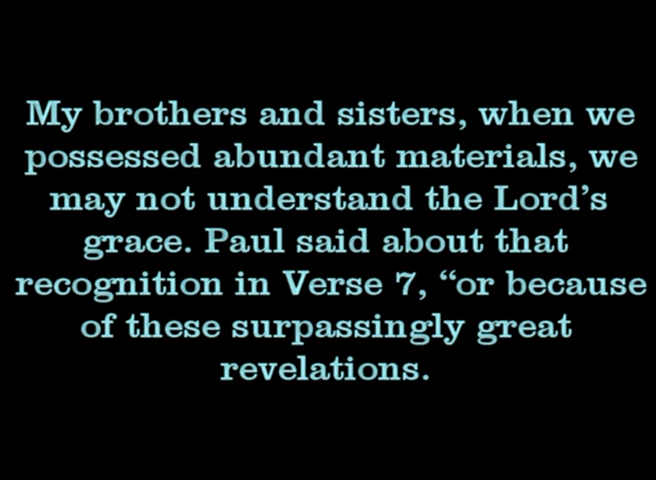 My brothers and sisters, when we
possessed abundant materials, we
may not understand the Lord’s
grace. Paul said about that
recognition in Verse 7, “or because
of these surpassingly great
revelations.